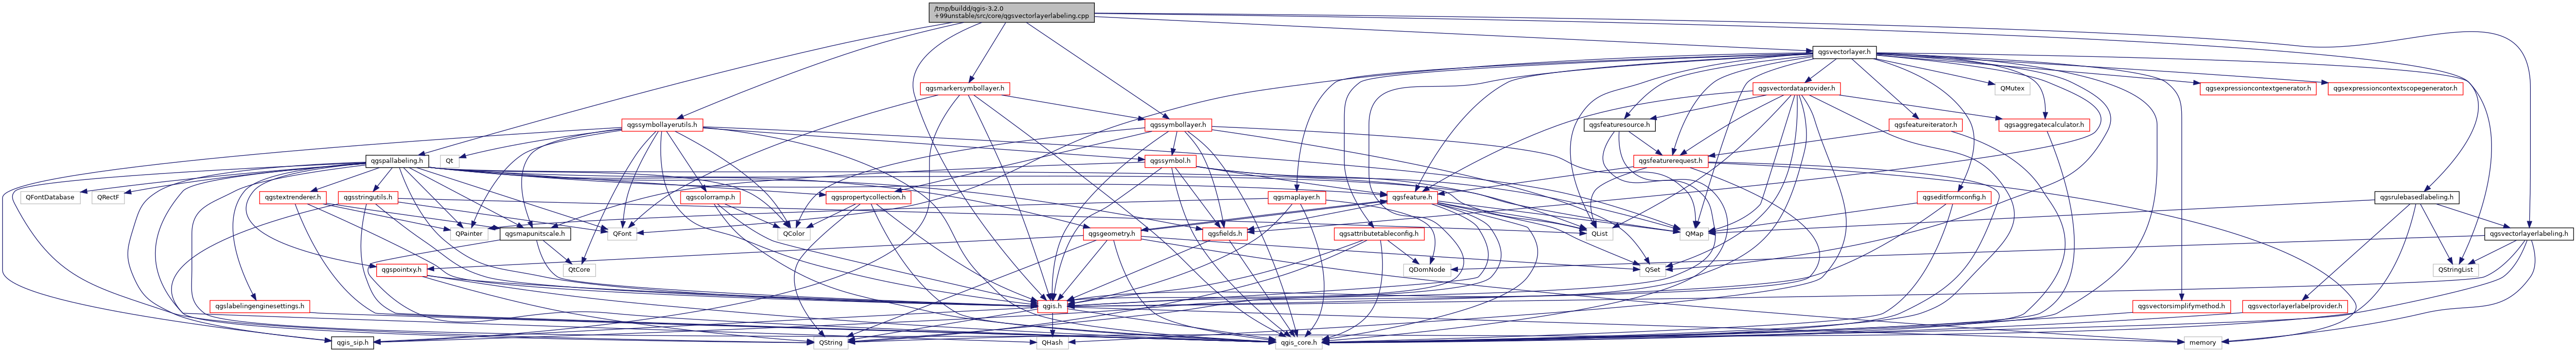 /tmp/buildd/qgis-3.2.0
+99unstable/src/core/qgsvectorlayerlabeling.cpp
qgsvectorlayer.h
qgsmarkersymbollayer.h
qgsvectordataprovider.h
QMutex
qgsexpressioncontextgenerator.h
qgsexpressioncontextscopegenerator.h
qgssymbollayerutils.h
qgssymbollayer.h
qgsfeaturesource.h
qgsfeatureiterator.h
qgsaggregatecalculator.h
qgspallabeling.h
Qt
qgssymbol.h
qgsfeaturerequest.h
QFontDatabase
QRectF
qgstextrenderer.h
qgsstringutils.h
qgscolorramp.h
qgspropertycollection.h
qgsmaplayer.h
qgsfeature.h
qgseditformconfig.h
qgsrulebasedlabeling.h
QPainter
qgsmapunitscale.h
QFont
QColor
qgsgeometry.h
qgsfields.h
qgsattributetableconfig.h
QList
QMap
qgsvectorlayerlabeling.h
qgspointxy.h
QtCore
QDomNode
QSet
QStringList
qgslabelingenginesettings.h
qgis.h
qgsvectorsimplifymethod.h
qgsvectorlayerlabelprovider.h
qgis_sip.h
QString
QHash
qgis_core.h
memory